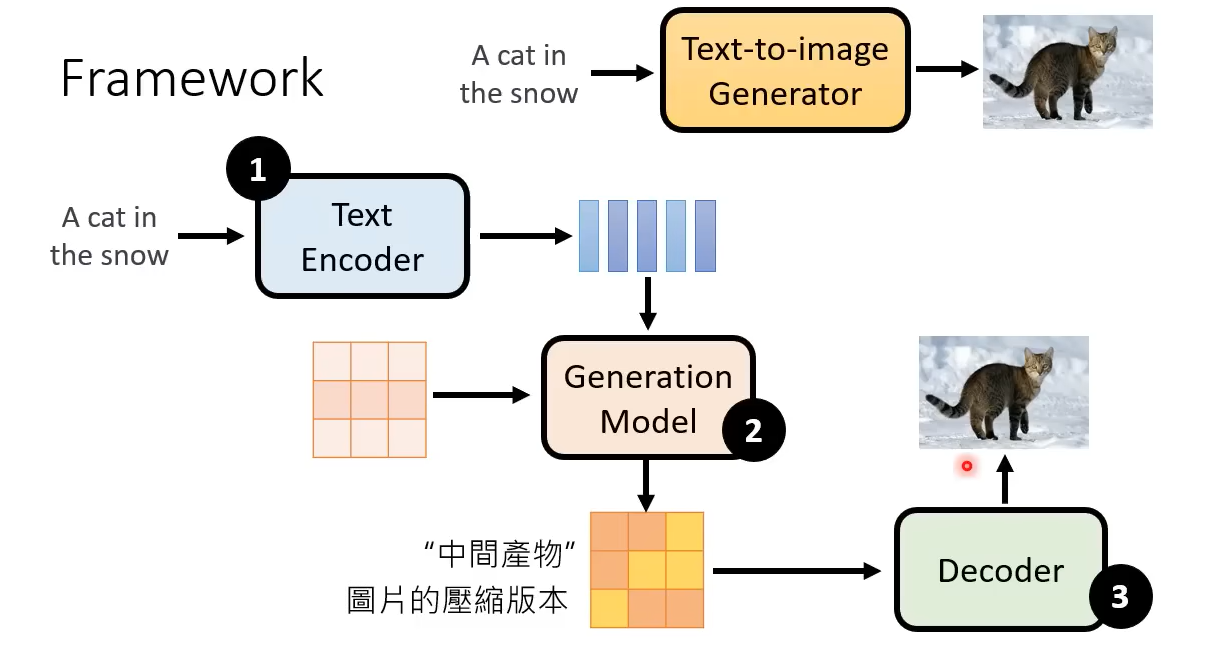 Framework
A cat in
the snow
Text-to-image
Generator
1
A cat in
the snow
Text
Encoder
Generation
Model
2
“中間產物”
圖片的壓縮版本
Decoder
3